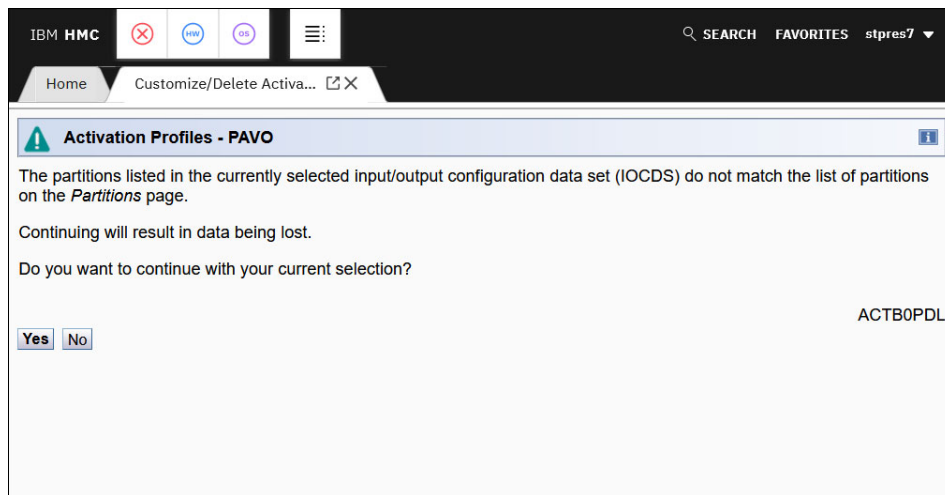 IBM HMC HW OS SEARCH FAVORITES stpres7
Home Customize/Delete Activa...
Activation Profiles - PAVO i
The partitions listed in the currently selected input/output configuration data set (IOCDS) do not match the list of partitions
on the Partitions page.
Continuing will result in data being lost.
Do you want to continue with your current selection?
ACTB0PDL
Yes No